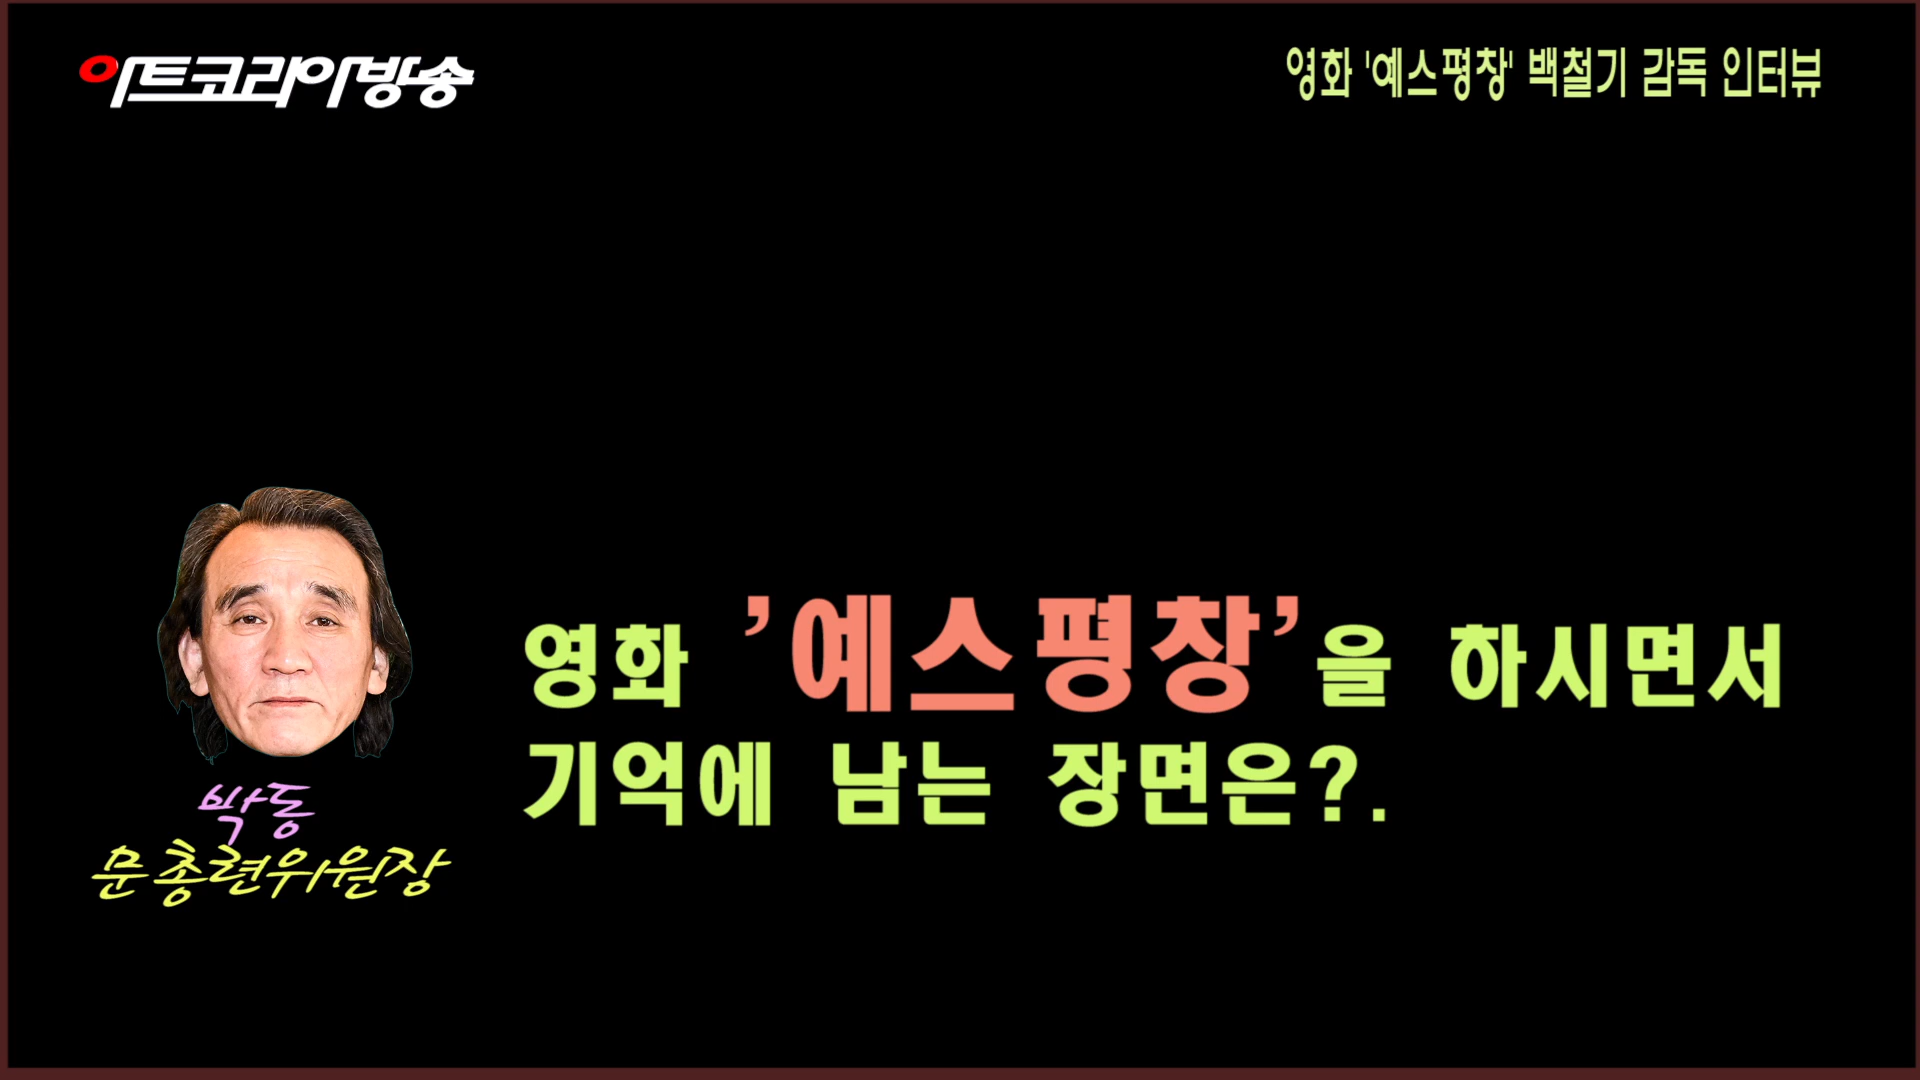 아트코리아방송
영화 '예스평창' 백철기 감독 인터뷰
영화 ’예스평창’을 하시면서
기억에 남는 장면은?.
박동
문총련위원장